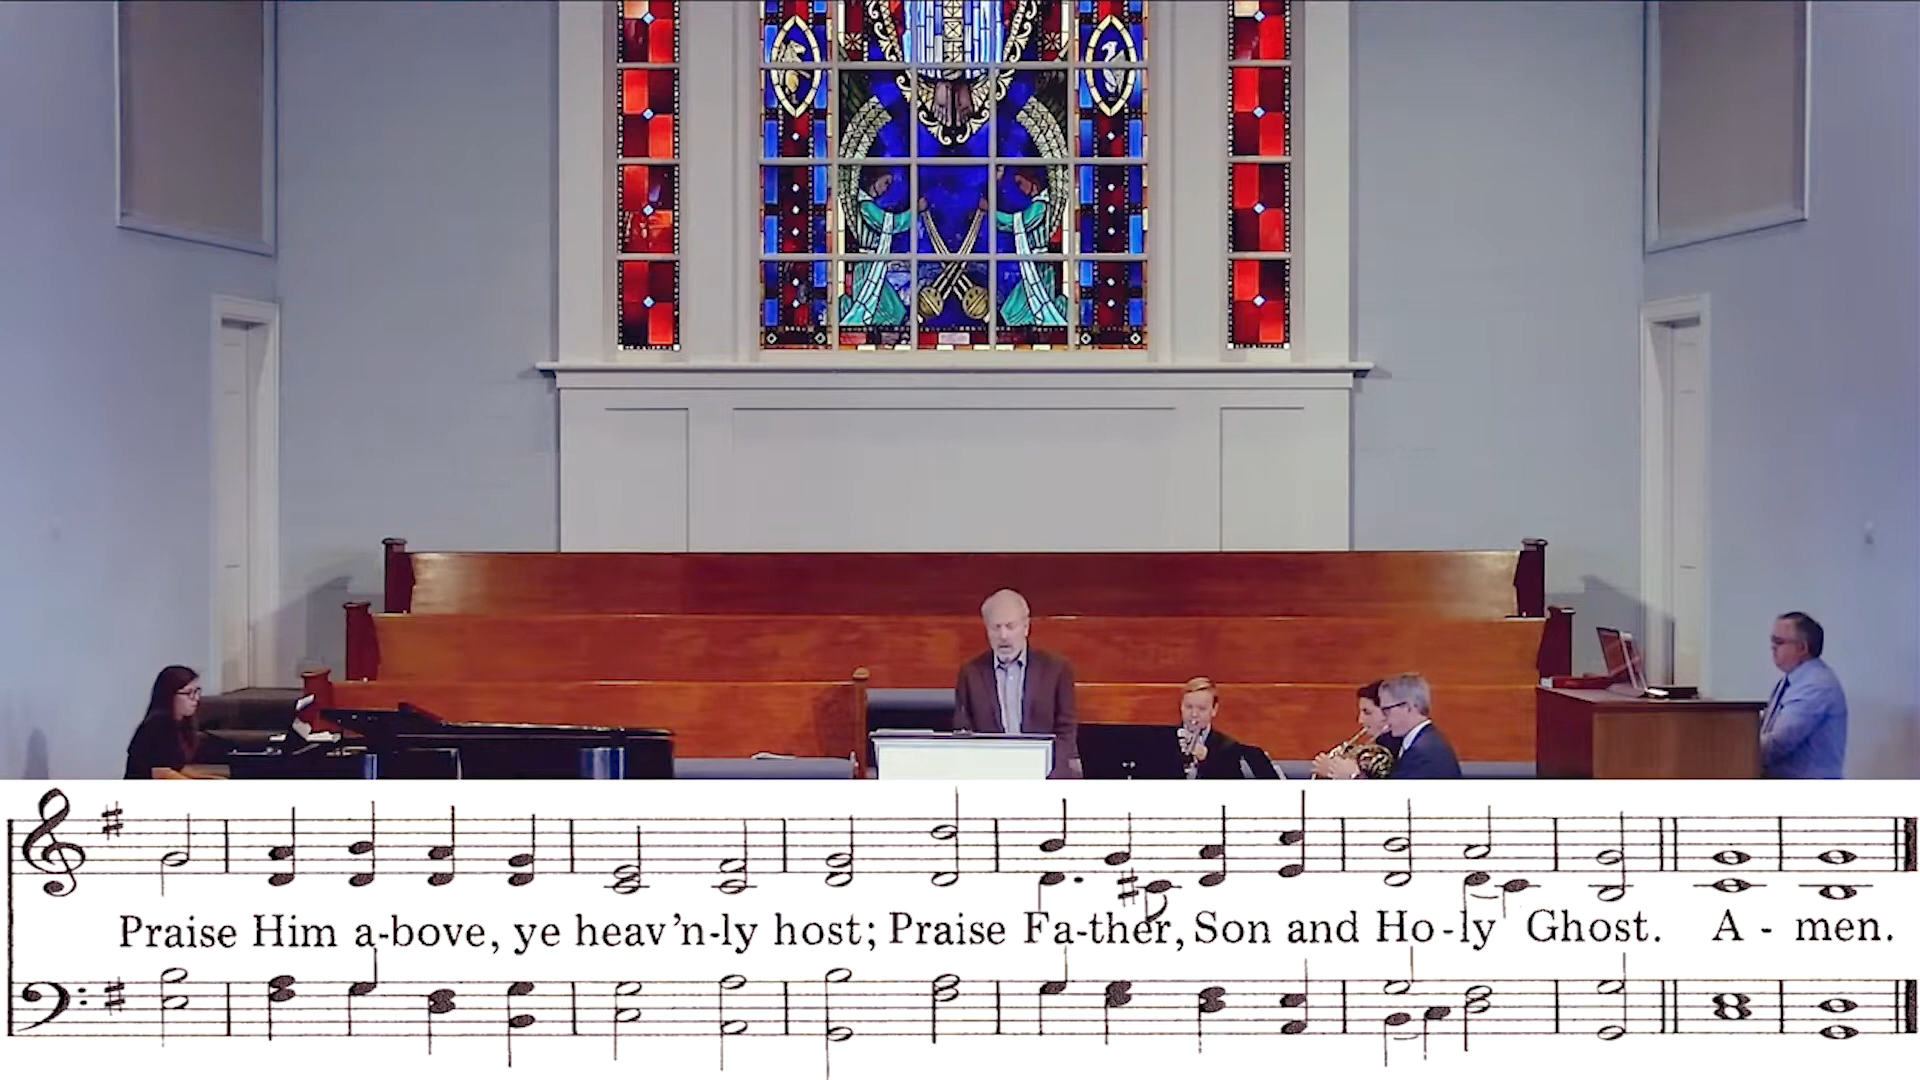 Praise Him a-bove, ye heav'n-ly host; Praise Fa-ther, Son and Ho-ly Ghost. A - men.